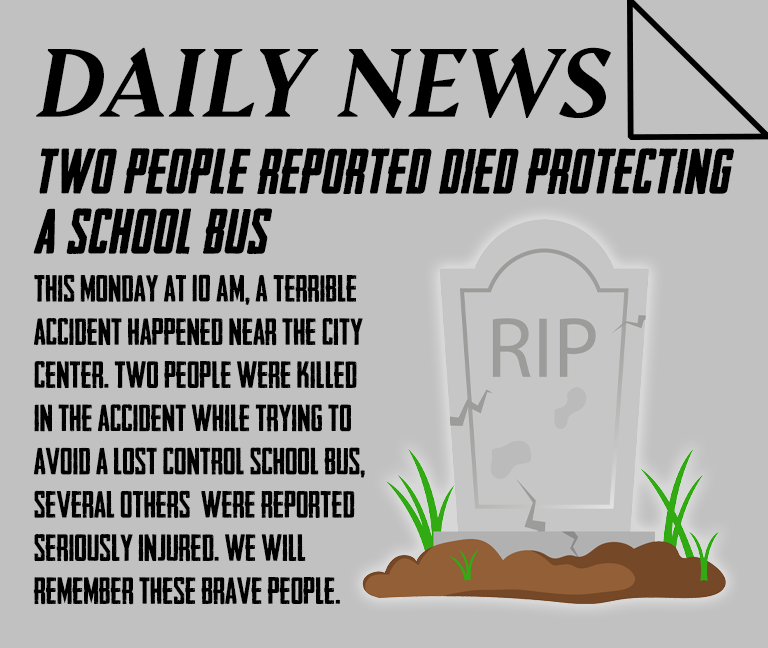 DAILY NEWS
TWO PEOPLE REPORTED DIED PROTECTING
A SCHOOL BUS
THIS MONDAY AT 10 AM, A TERRIBLE
ACCIDENT HAPPENED NEAR THE CITY
CENTER. TWO PEOPLE WERE KILLED
IN THE ACCIDENT WHILE TRYING TO
AVOID A LOST CONTROL SCHOOL BUS,
SEVERAL OTHERS WERE REPORTED
SERIOUSLY INJURED. WE WILL
REMEMBER THESE BRAVE PEOPLE.
RIP